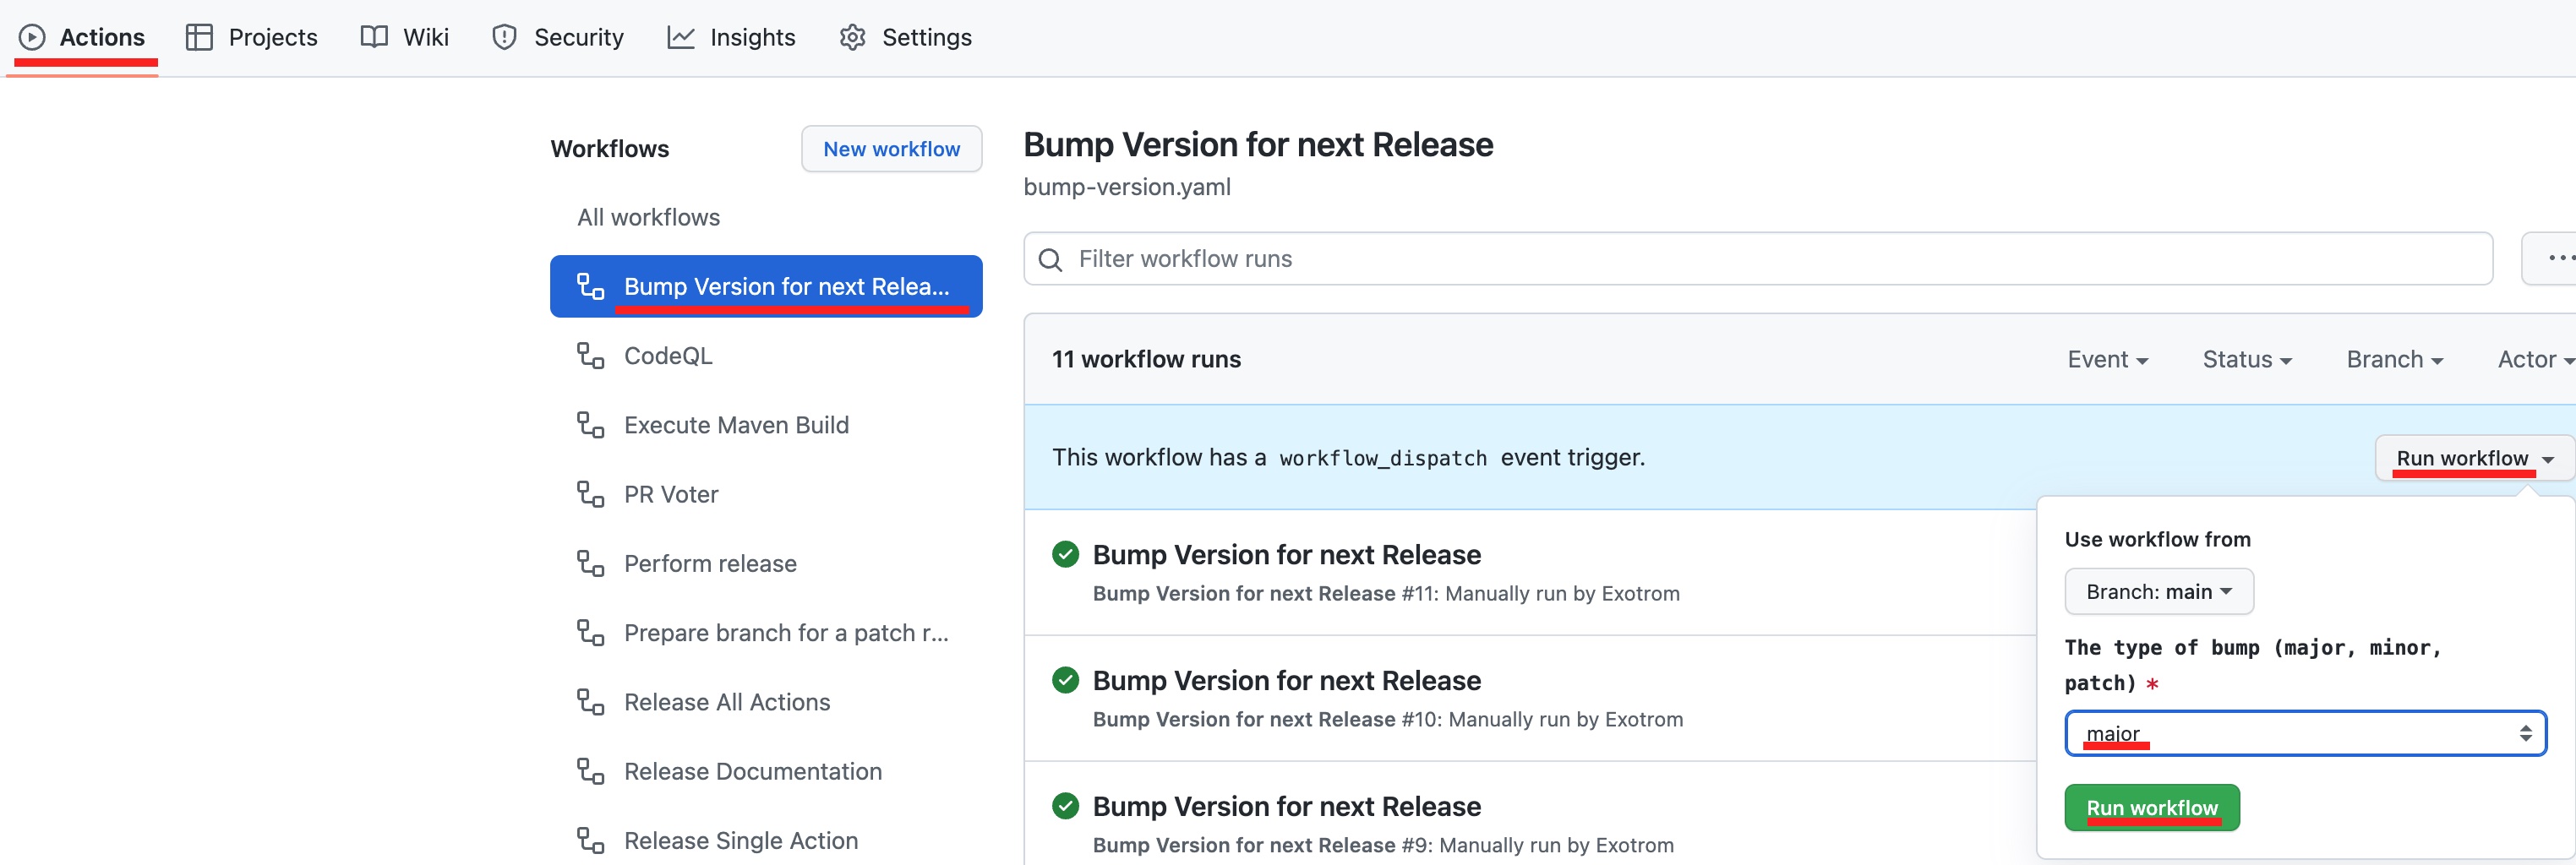 Actions Projects Wiki Security Insights Settings
Workflows
New workflow
All workflows
Bump Version for next Relea...
CodeQL
Execute Maven Build
PR Voter
Perform release
Prepare branch for a patch r...
Release All Actions
Release Documentation
Release Single Action
Bump Version for next Release
bump-version.yaml
Filter workflow runs
11 workflow runs
Event Status Branch Actor
This workflow has a workflow_dispatch event trigger.
Run workflow
Bump Version for next Release
Bump Version for next Release #11: Manually run by Exotrom
Bump Version for next Release
Bump Version for next Release #10: Manually run by Exotrom
Bump Version for next Release
Bump Version for next Release #9: Manually run by Exotrom
Use workflow from
Branch: main
The type of bump (major, minor,
patch) *
major
Run workflow